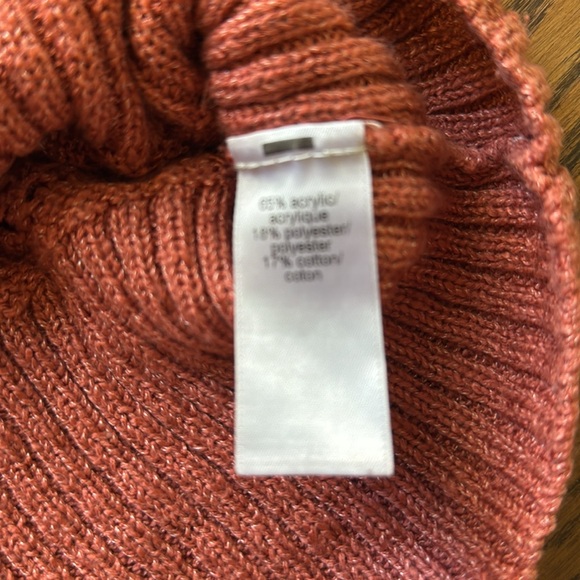 65% acrylic/
acrylique
18% polyester/
polyester
17% cotton/
coton